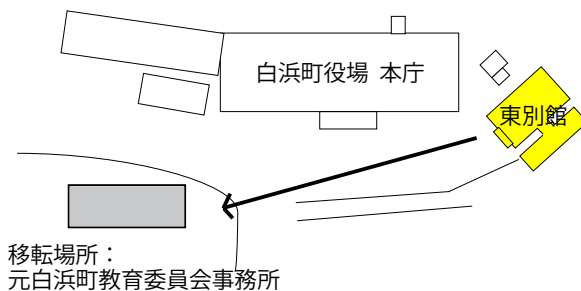 白浜町役場 本庁
東別館
移転場所：
元白浜町教育委員会事務所